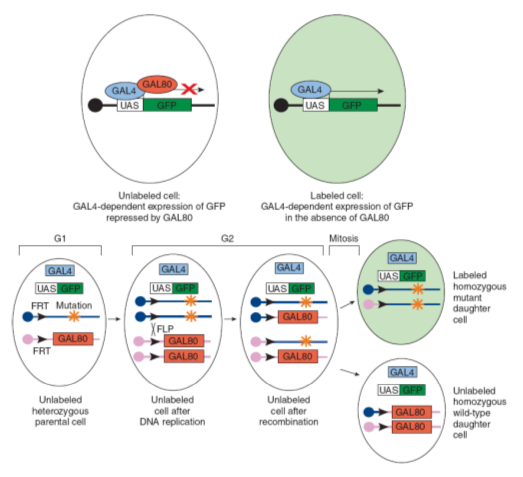 GAL80
GAL4
UAS GFP
GAL4
UAS GFP
Unlabeled cell:
GAL4-dependent expression of GFP
repressed by GAL80
Labeled cell:
GAL4-dependent expression of GFP
in the absence of GAL80
G1
G2
Mitosis
GAL4
UAS GFP
FRT Mutation
GAL80
FRT
Unlabeled
heterozygous
parental cell
GAL4
UAS GFP
FLP
GAL80
GAL80
Unlabeled
cell after
DNA replication
GAL4
UAS GFP
GAL80
GAL80
Unlabeled
cell after
recombination
GAL4
UAS GFP
Labeled
homozygous
mutant
daughter
cell
GAL4
UAS GFP
GAL80
GAL80
Unlabeled
homozygous
wild-type
daughter
cell